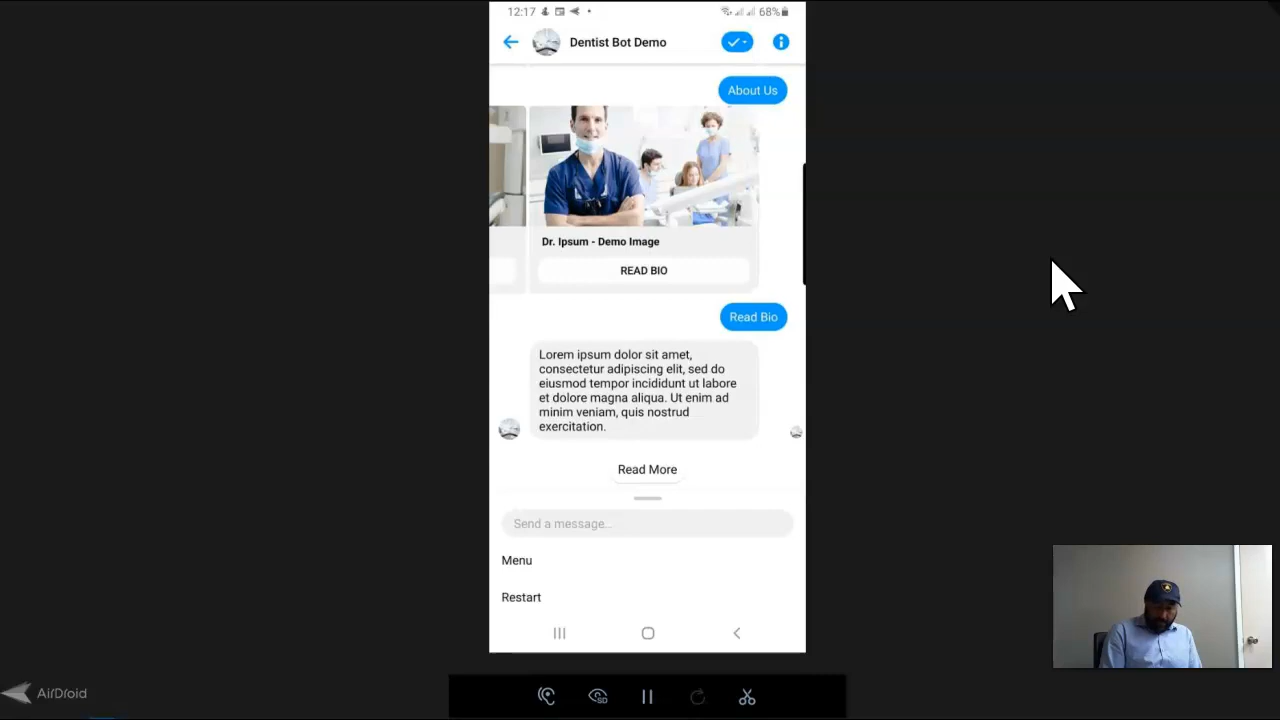 12:17
68%
Dentist Bot Demo
About Us
Dr. Ipsum - Demo Image
READ BIO
Read Bio
Lorem ipsum dolor sit amet,
consectetur adipiscing elit, sed do
eiusmod tempor incididunt ut labore
et dolore magna aliqua. Ut enim ad
minim veniam, quis nostrud
exercitation.
Read More
Send a message...
Menu
Restart
SD
AirDroid